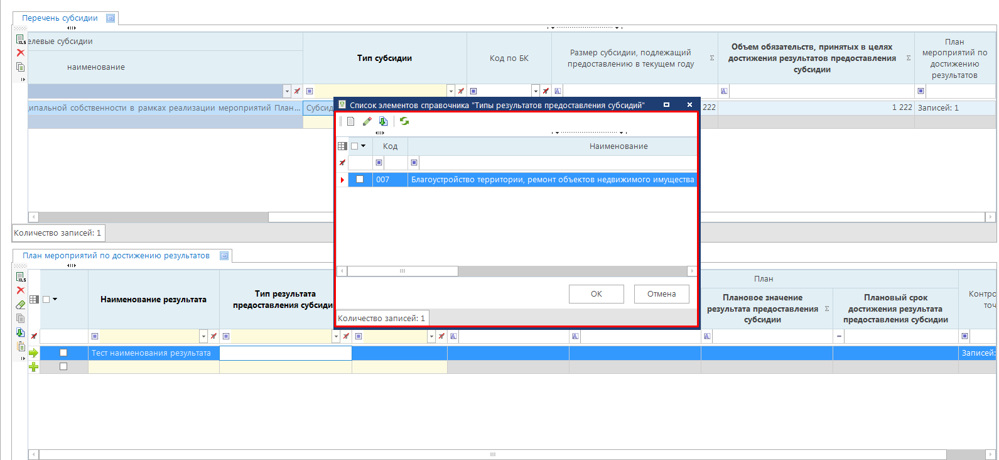 Перечень субсидии
елевые субсидии
наименование
Тип субсидии
Код по БК
Размер субсидии, подлежащий
предоставлению в текущем году
Σ
Объем обязательств, принятых в целях
достижения результатов предоставления
субсидии
Σ
План
мероприятий по
достижению
результатов
ципальной собственности в рамках реализации мероприятий План...
Субсид
222
1 222
Записей: 1
Количество записей: 1
Список элементов справочника "Типы результатов предоставления субсидий"
Код
Наименование
007
Благоустройство территории, ремонт объектов недвижимого имущества
OK
Отмена
Количество записей: 1
План мероприятий по достижению результатов
Наименование результата
Тип результата
предоставления субсиди
План
Плановое значение
результата предоставления
субсидии
Σ
Плановый срок
достижения результата
предоставления субсидии
Контро
точ
Тест наименования результата
Записей: